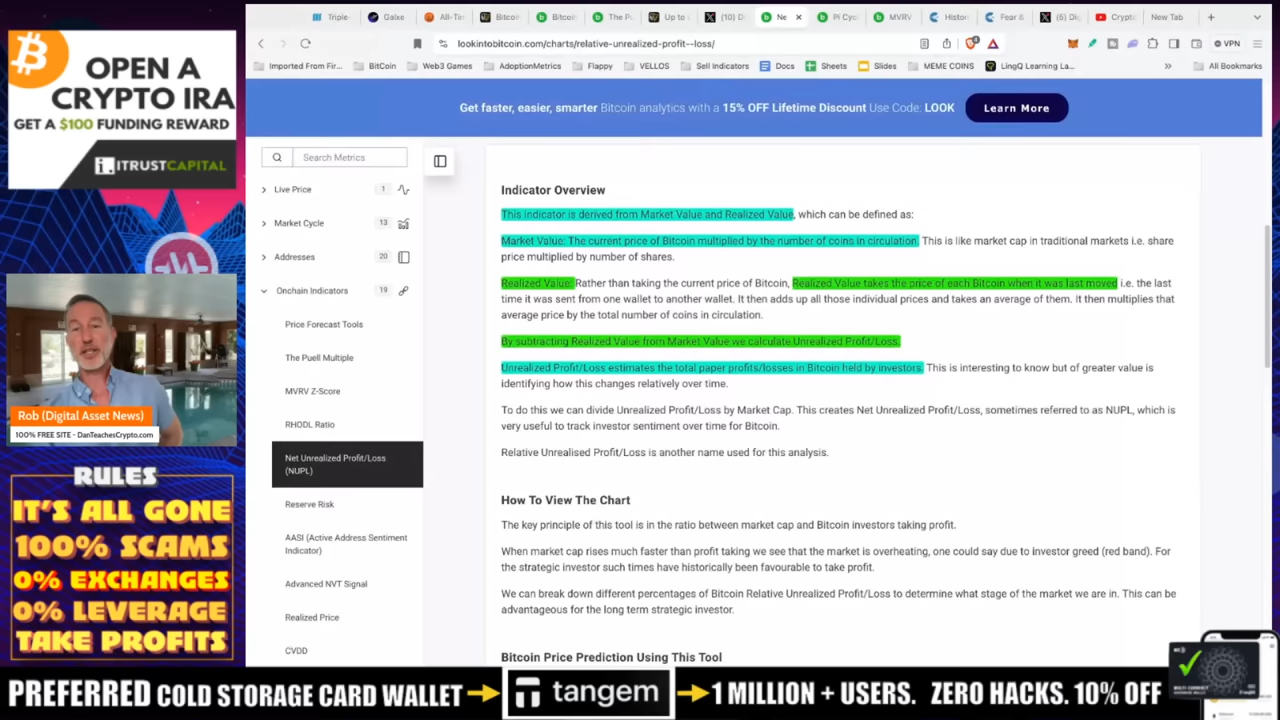 OPEN A
CRYPTO IRA
GET A $100 FUNDING REWARD
ITRUSTCAPITAL
Rob (Digital Asset News)
100% FREE SITE - DanTeachesCrypto.com
RULES
IT'S ALL GONE
100% SCAMS
0% EXCHANGES
0% LEVERAGE
TAKE PROFITS
Triple-
Galxe
All-Tim
Bitcoin
Bitcoi
The Pu
Up to
(10) D
Ne
Pi Cyc
MVRV
Histor
Fear &
(5) Dig
Crypto
New Tab
lookintobitcoin.com/charts/relative-unrealized-profit--loss/
VPN
Imported From Fir...
BitCoin
Web3 Games
AdoptionMetrics
Flappy
VELLOS
Sell Indicators
Docs
Sheets
Slides
MEME COINS
LingQ Learning La...
All Bookmarks
Get faster, easier, smarter Bitcoin analytics with a 15% OFF Lifetime Discount Use Code: LOOK
Learn More
Search Metrics
Live Price 1
Market Cycle 13
Addresses 20
Onchain Indicators 19
Price Forecast Tools
The Puell Multiple
MVRV Z-Score
RHODL Ratio
Net Unrealized Profit/Loss
(NUPL)
Reserve Risk
AASI (Active Address Sentiment
Indicator)
Advanced NVT Signal
Realized Price
CVDD
Indicator Overview
This indicator is derived from Market Value and Realized Value, which can be defined as:
Market Value: The current price of Bitcoin multiplied by the number of coins in circulation. This is like market cap in traditional markets i.e. share
price multiplied by number of shares.
Realized Value: Rather than taking the current price of Bitcoin, Realized Value takes the price of each Bitcoin when it was last moved i.e. the last
time it was sent from one wallet to another wallet. It then adds up all those individual prices and takes an average of them. It then multiplies that
average price by the total number of coins in circulation.
By subtracting Realized Value from Market Value we calculate Unrealized Profit/Loss.
Unrealized Profit/Loss estimates the total paper profits/losses in Bitcoin held by investors. This is interesting to know but of greater value is
identifying how this changes relatively over time.
To do this we can divide Unrealized Profit/Loss by Market Cap. This creates Net Unrealized Profit/Loss, sometimes referred to as NUPL, which is
very useful to track investor sentiment over time for Bitcoin.
Relative Unrealised Profit/Loss is another name used for this analysis.
How To View The Chart
The key principle of this tool is in the ratio between market cap and Bitcoin investors taking profit.
When market cap rises much faster than profit taking we see that the market is overheating, one could say due to investor greed (red band). For
the strategic investor such times have historically been favourable to take profit.
We can break down different percentages of Bitcoin Relative Unrealized Profit/Loss to determine what stage of the market we are in. This can be
advantageous for the long term strategic investor.
Bitcoin Price Prediction Using This Tool
PREFERRED COLD STORAGE CARD WALLET
tangem
1 MILLION + USERS. ZERO HACKS. 10% OFF